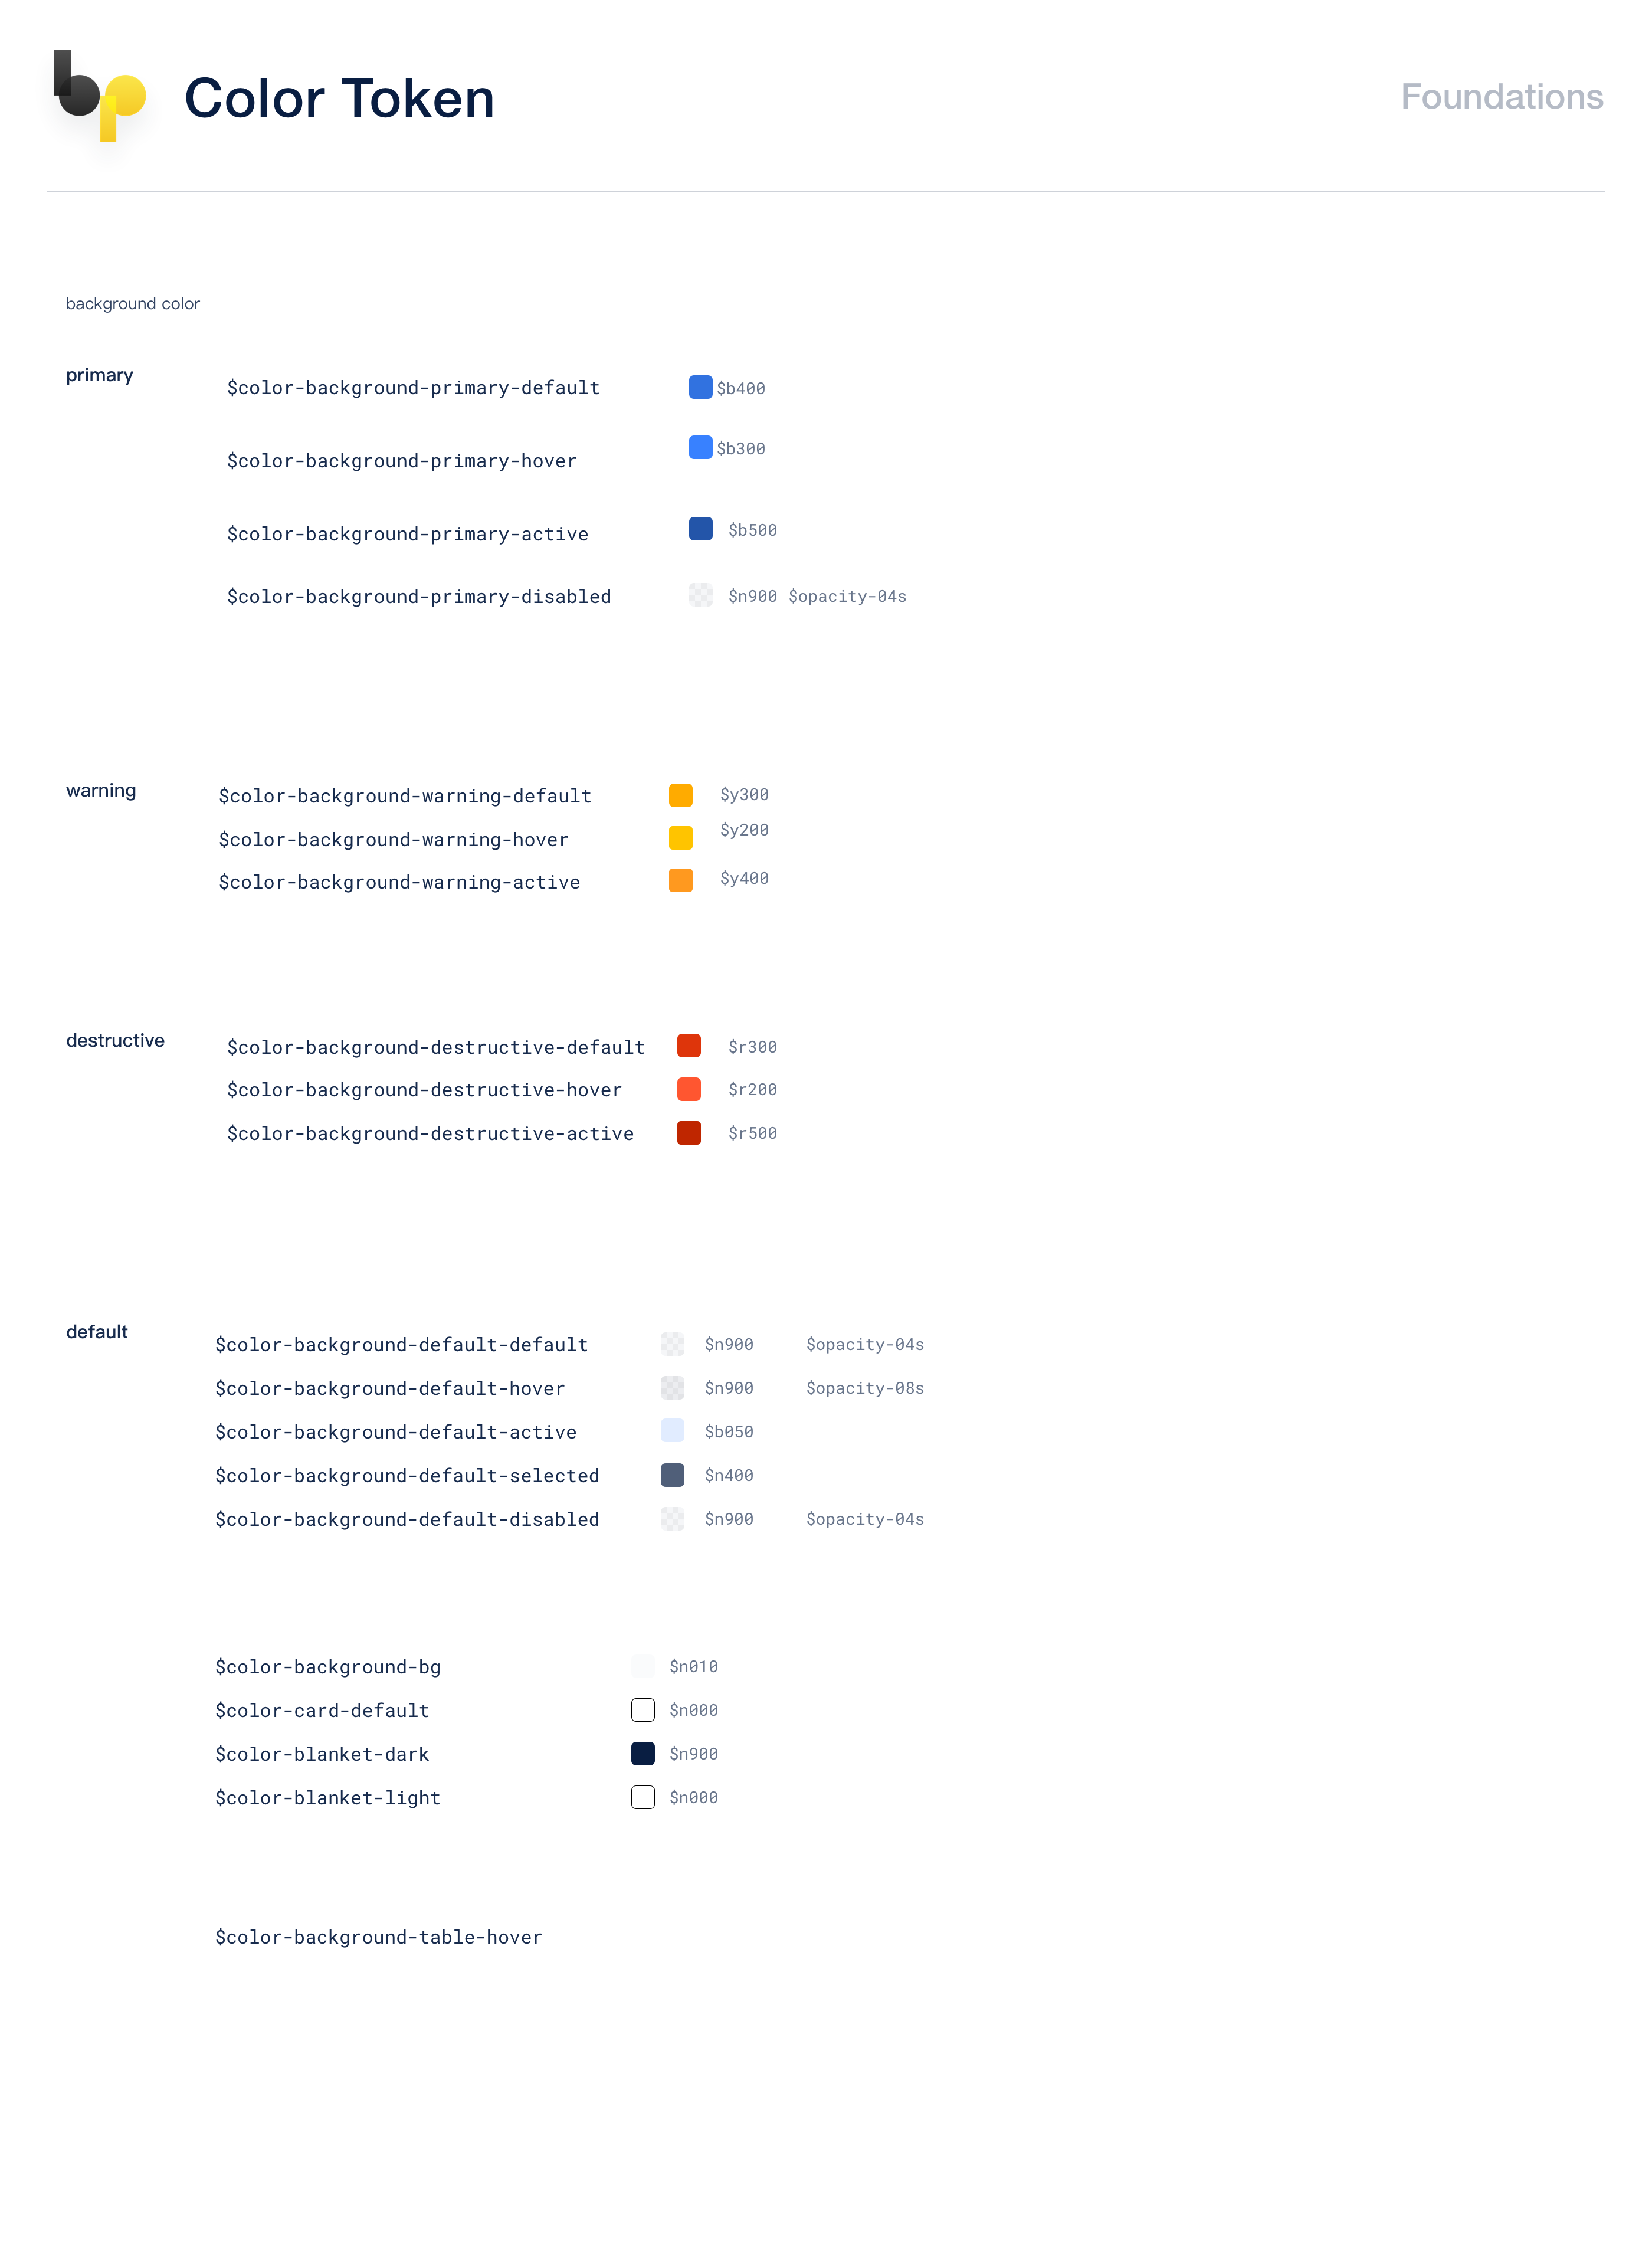 bp
Color Token
Foundations
background color
primary
$color-background-primary-default $b400
$color-background-primary-hover $b300
$color-background-primary-active $b500
$color-background-primary-disabled $n900 $opacity-04s
warning
$color-background-warning-default $y300
$color-background-warning-hover $y200
$color-background-warning-active $y400
destructive
$color-background-destructive-default $r300
$color-background-destructive-hover $r200
$color-background-destructive-active $r500
default
$color-background-default-default $n900 $opacity-04s
$color-background-default-hover $n900 $opacity-08s
$color-background-default-active $b050
$color-background-default-selected $n400
$color-background-default-disabled $n900 $opacity-04s
$color-background-bg $n010
$color-card-default $n000
$color-blanket-dark $n900
$color-blanket-light $n000
$color-background-table-hover